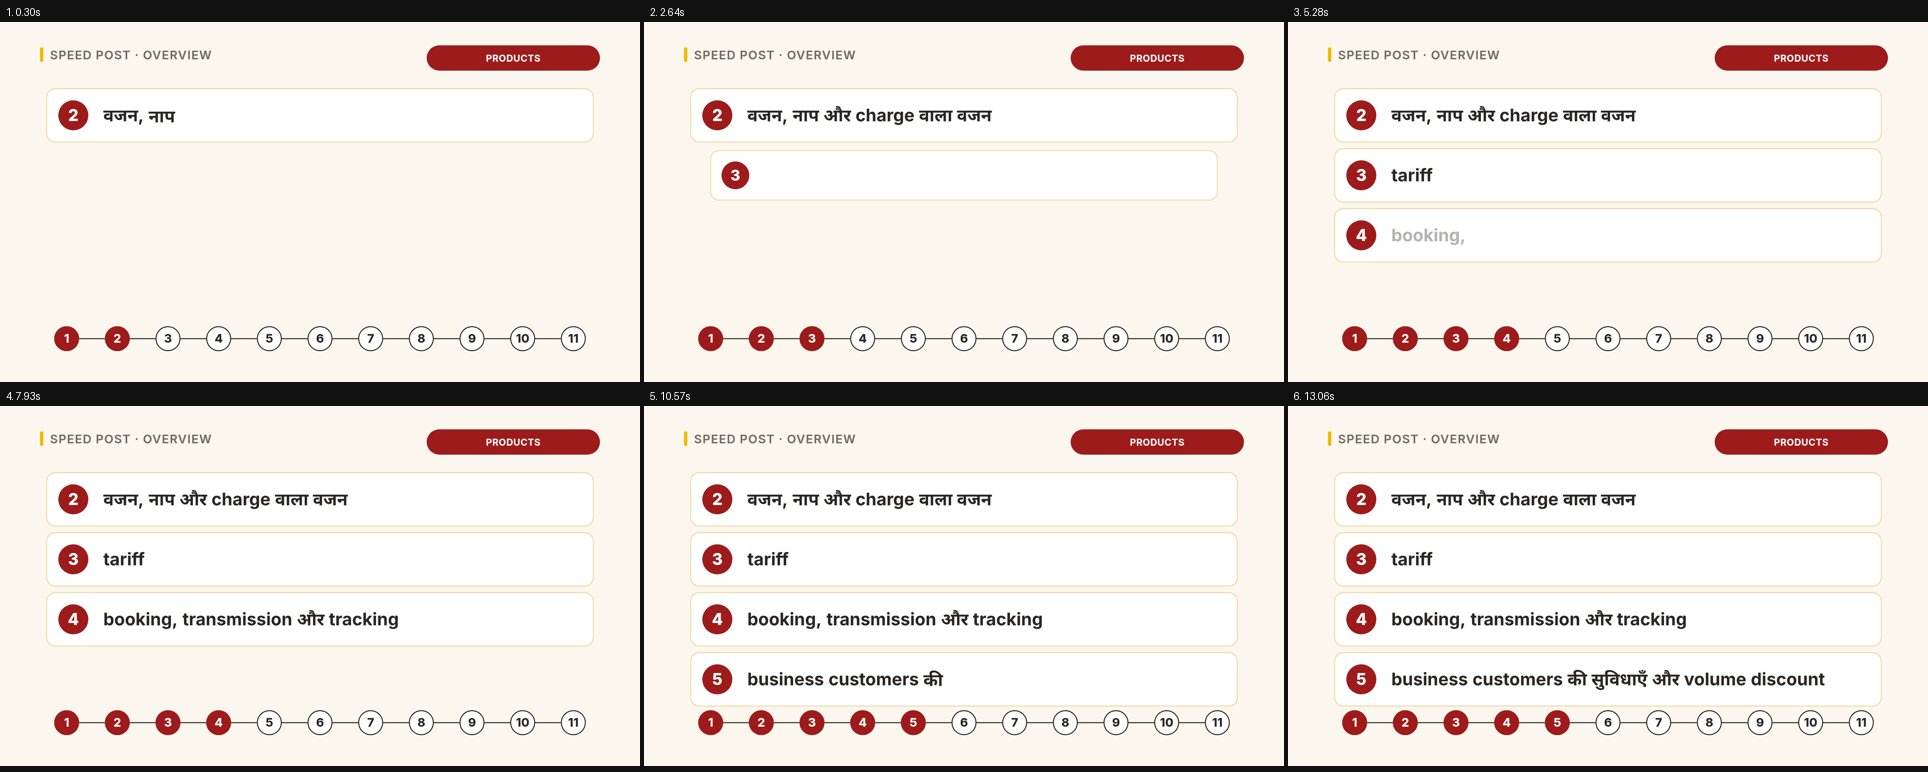 1. 0.30s
SPEED POST · OVERVIEW
PRODUCTS
2 वजन, नाप
1 2 3 4 5 6 7 8 9 10 11
2. 2.64s
SPEED POST · OVERVIEW
PRODUCTS
2 वजन, नाप और charge वाला वजन
3
1 2 3 4 5 6 7 8 9 10 11
3. 5.28s
SPEED POST · OVERVIEW
PRODUCTS
2 वजन, नाप और charge वाला वजन
3 tariff
4 booking,
1 2 3 4 5 6 7 8 9 10 11
4. 7.93s
SPEED POST · OVERVIEW
PRODUCTS
2 वजन, नाप और charge वाला वजन
3 tariff
4 booking, transmission और tracking
1 2 3 4 5 6 7 8 9 10 11
5. 10.57s
SPEED POST · OVERVIEW
PRODUCTS
2 वजन, नाप और charge वाला वजन
3 tariff
4 booking, transmission और tracking
5 business customers की
1 2 3 4 5 6 7 8 9 10 11
6. 13.06s
SPEED POST · OVERVIEW
PRODUCTS
2 वजन, नाप और charge वाला वजन
3 tariff
4 booking, transmission और tracking
5 business customers की सुविधाएँ और volume discount
1 2 3 4 5 6 7 8 9 10 11